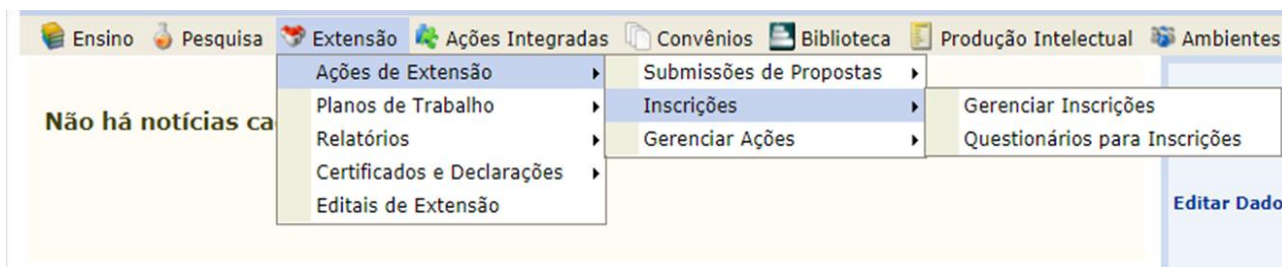 Ensino Pesquisa Extensão Ações Integradas Convênios Biblioteca Produção Intelectual Ambientes
Ações de Extensão Submissões de Propostas
Não há notícias Planos de Trabalho Inscrições Gerenciar Inscrições
Relatórios Gerenciar Ações Questionários para Inscrições
Certificados e Declarações
Editais de Extensão Editar Dado